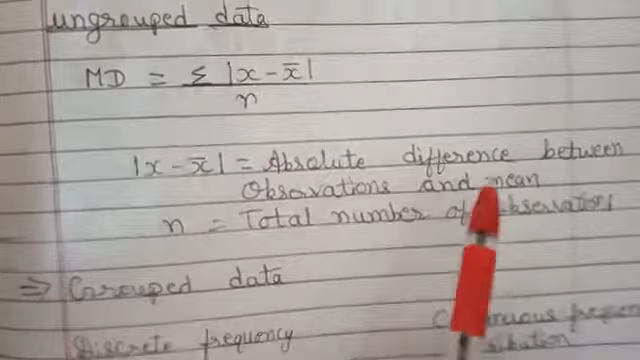 ungrouped data
MD = Σ |x - x̄|
n
|x - x̄| = Absolute difference between
Observations and mean
n = Total number of observations
⇒ Grouped data
Discrete frequency